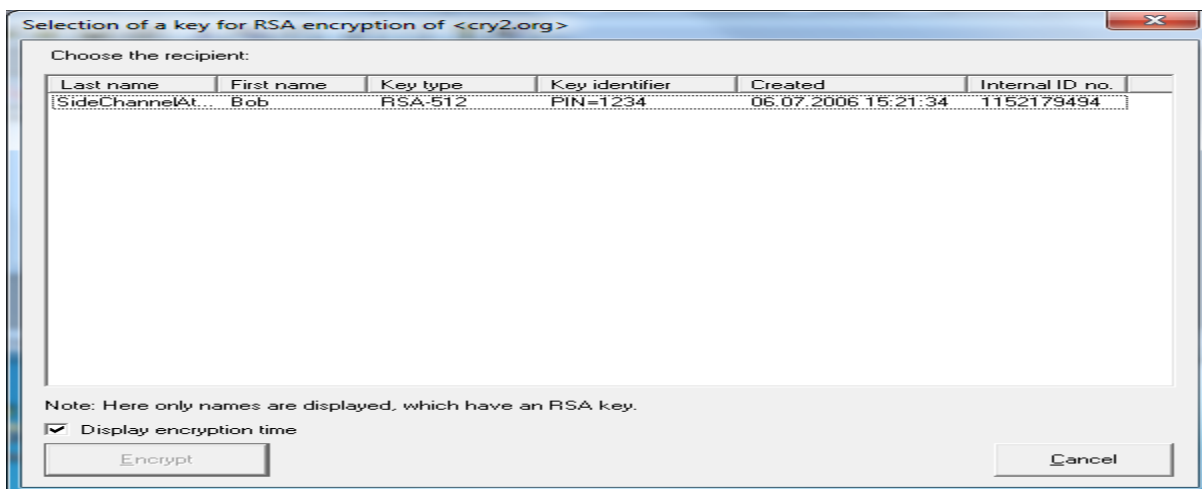 Selection of a key for RSA encryption of <cry2.org>
Choose the recipient:
Last name First name Key type Key identifier Created Internal ID no.
SideChannelAt... Bob RSA-512 PIN=1234 06.07.2006 15:21:34 1152179494
Note: Here only names are displayed, which have an RSA key.
Display encryption time
Encrypt Cancel